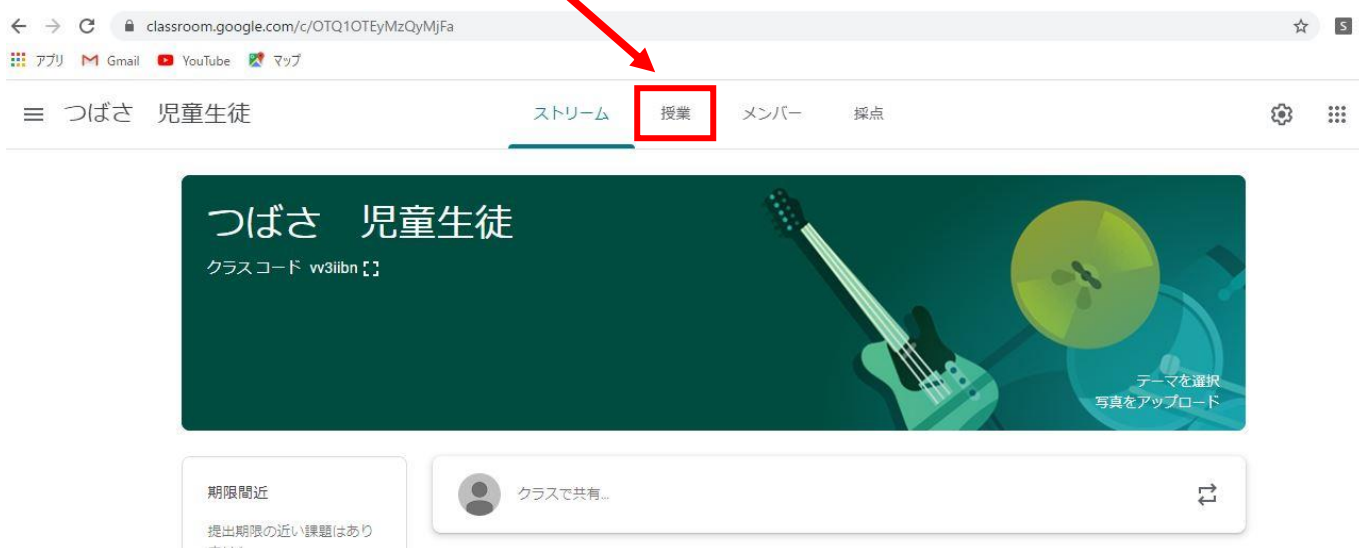 classroom.google.com/c/OTQ1OTEyMzQyMjFa
S
アプリ Gmail YouTube マップ
つばさ 児童生徒
ストリーム 授業 メンバー 採点
つばさ 児童生徒
クラスコード vv3iibn
テーマを選択
写真をアップロード
期限間近
提出期限の近い課題はあり
クラスで共有...